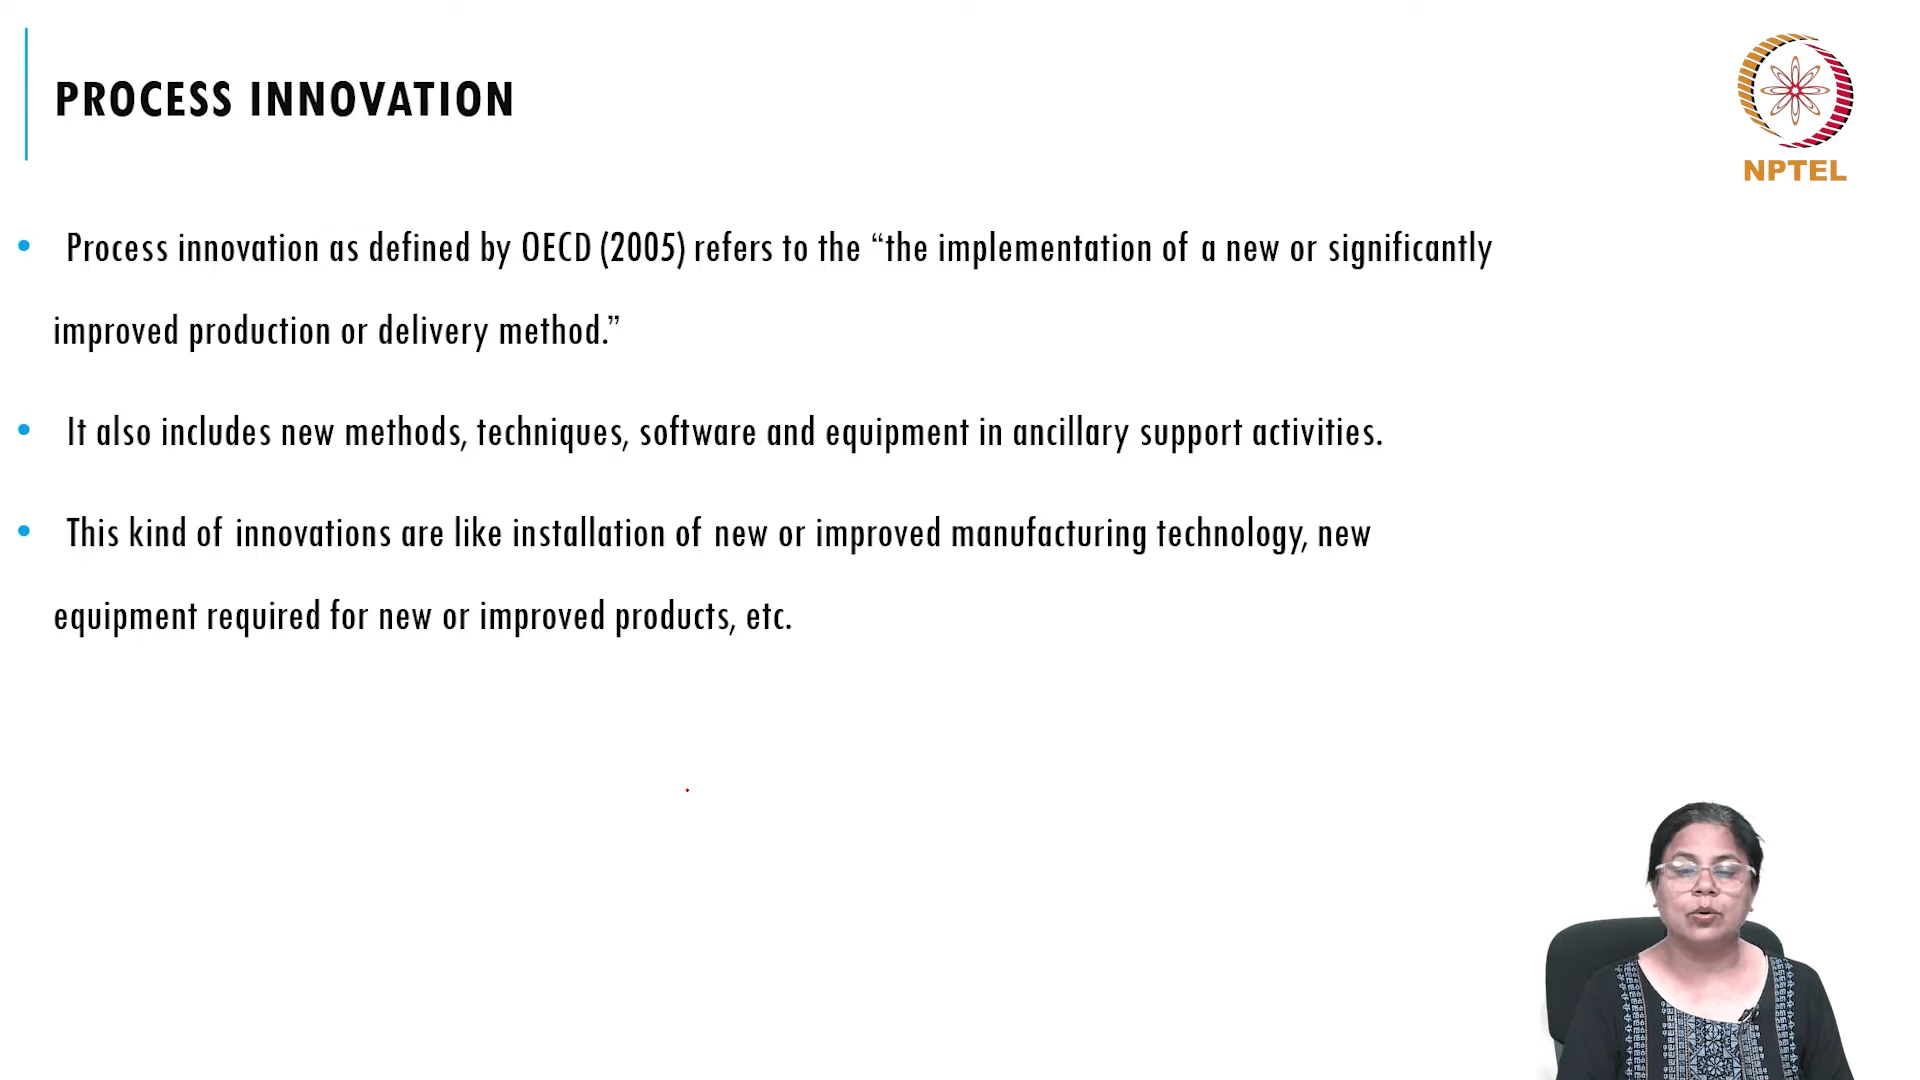 PROCESS INNOVATION
NPTEL
• Process innovation as defined by OECD (2005) refers to the “the implementation of a new or significantly
improved production or delivery method.”
• It also includes new methods, techniques, software and equipment in ancillary support activities.
• This kind of innovations are like installation of new or improved manufacturing technology, new
equipment required for new or improved products, etc.